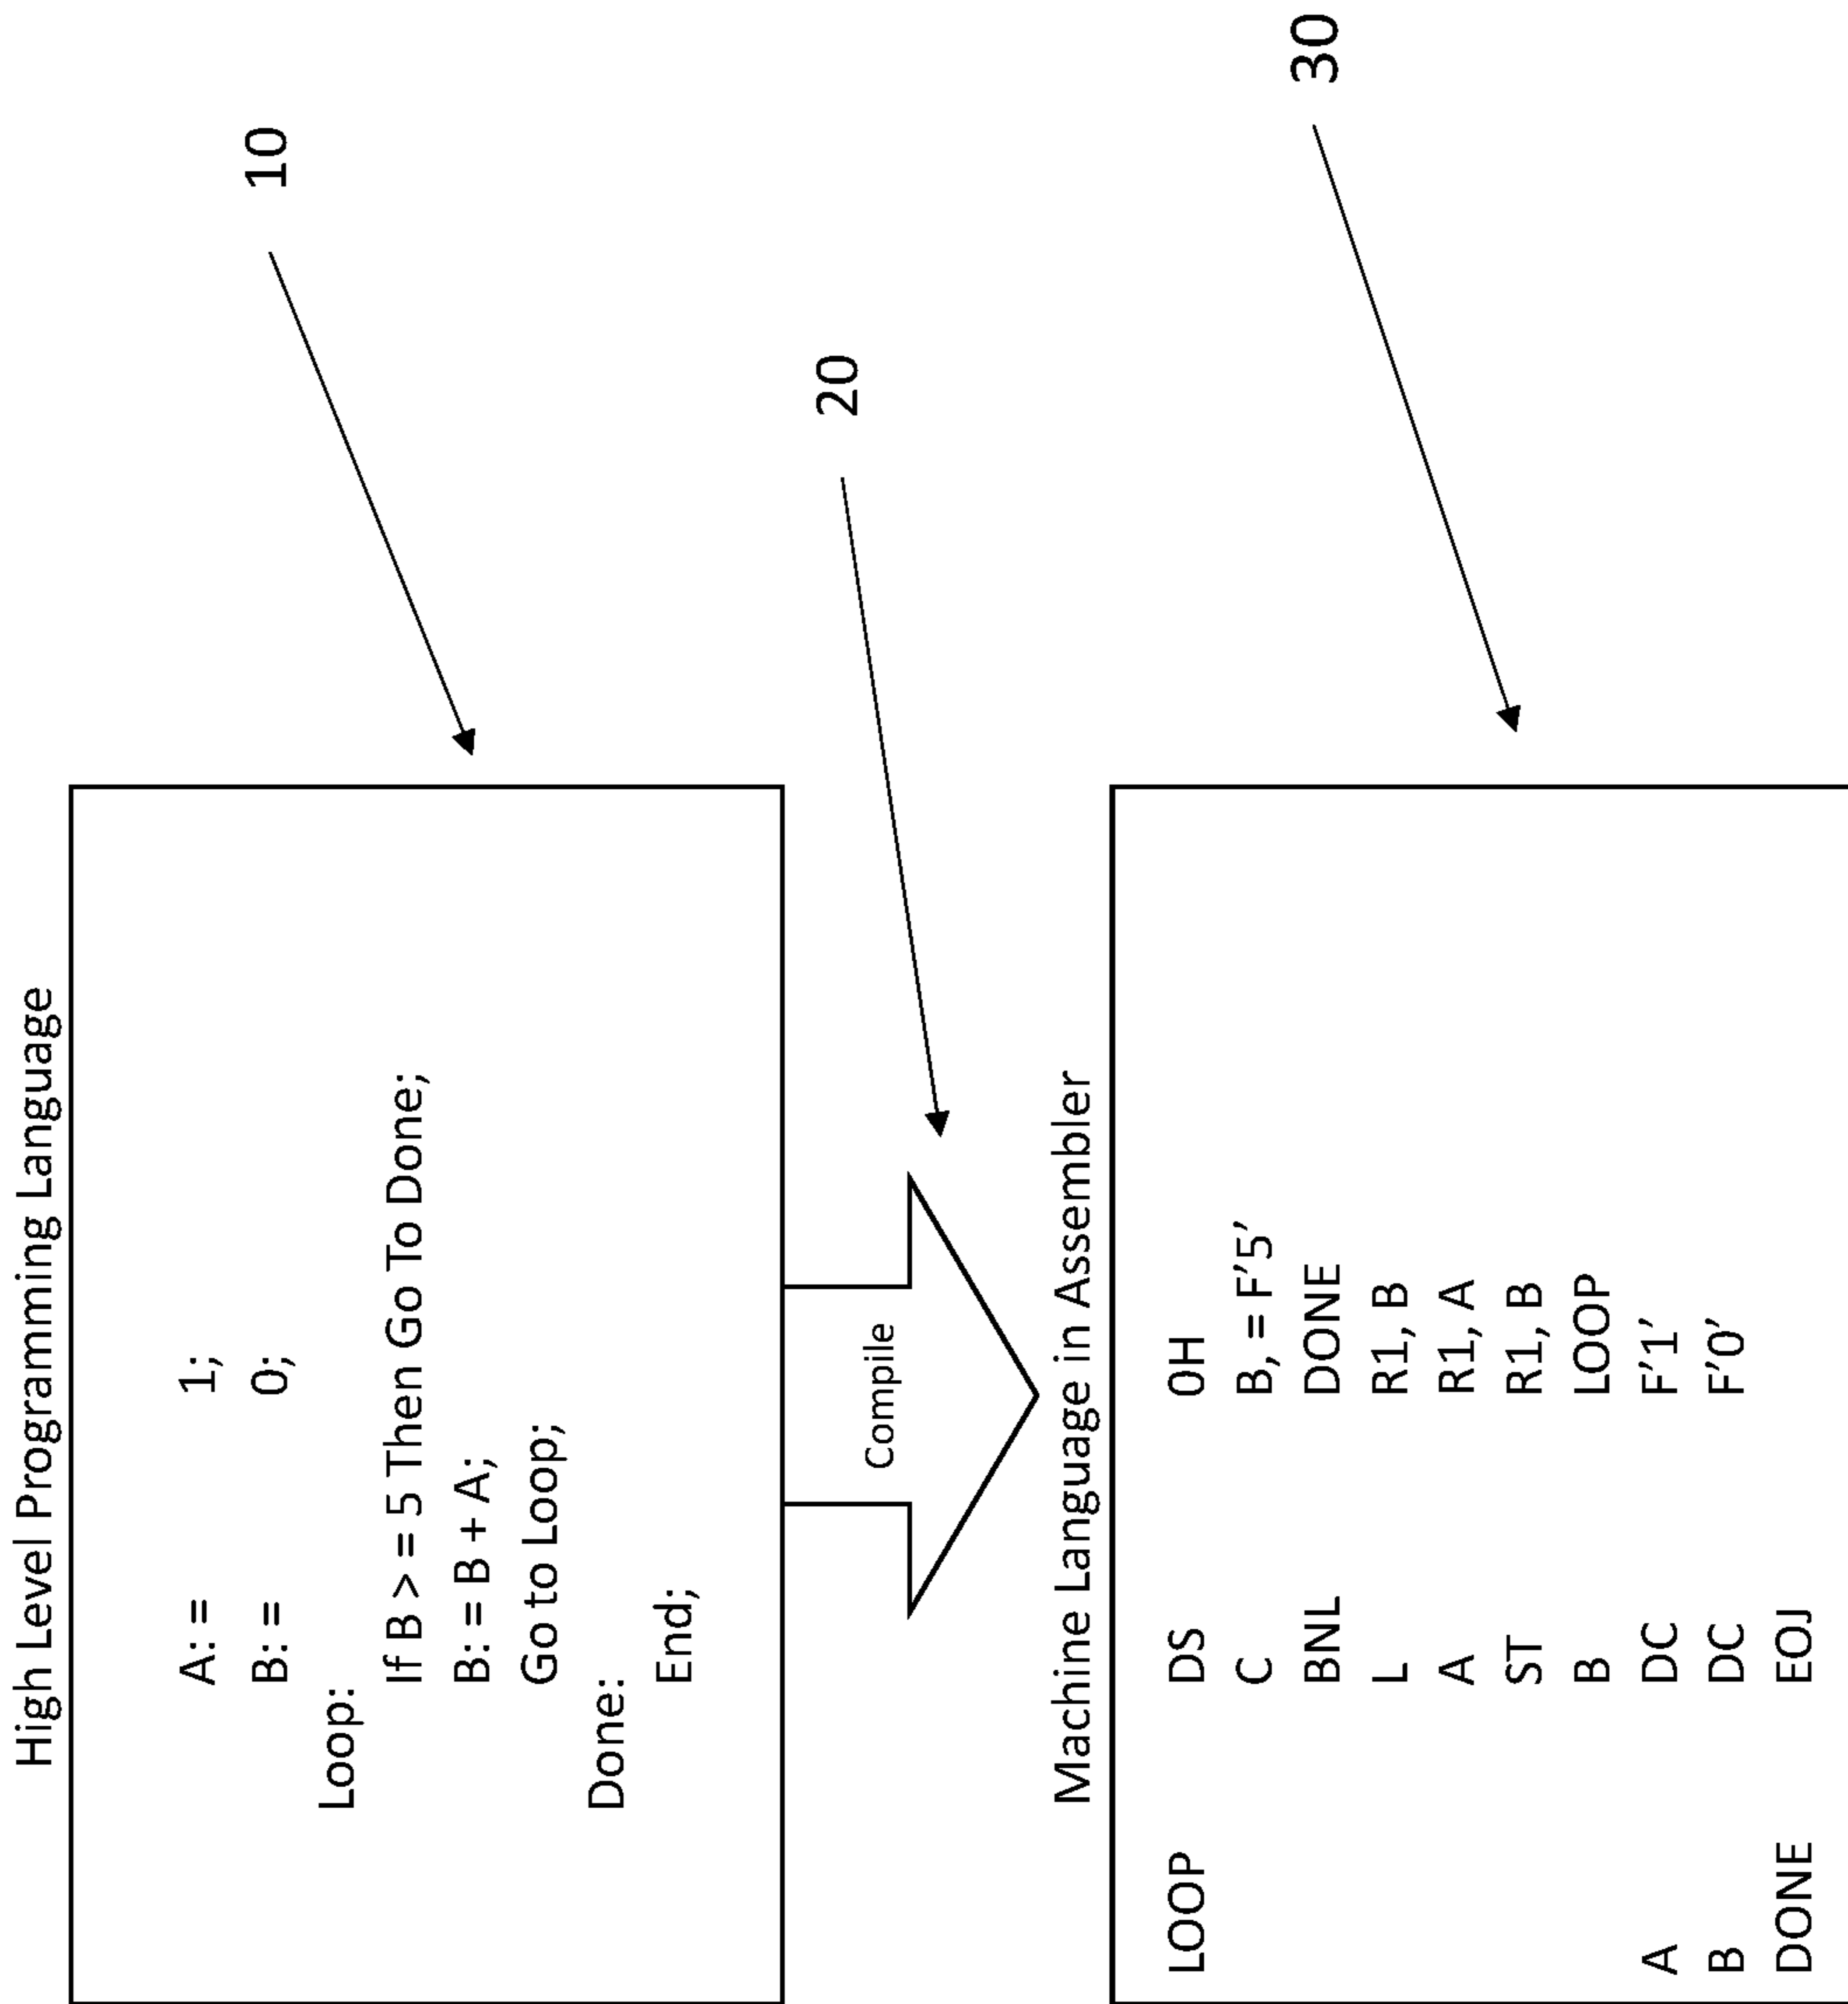 High Level Programming Language
A: = 1;
B: = 0;
Loop:
If B > = 5 Then Go To Done;
B: = B + A;
Go to Loop;
Done:
End;
10
Compile
20
Machine Language in Assembler
LOOP DS 0H
C B, = F'5'
BNL DONE
L R1, B
A R1, A
ST R1, B
B LOOP
A DC F'1'
B DC F'0'
DONE EOJ
30